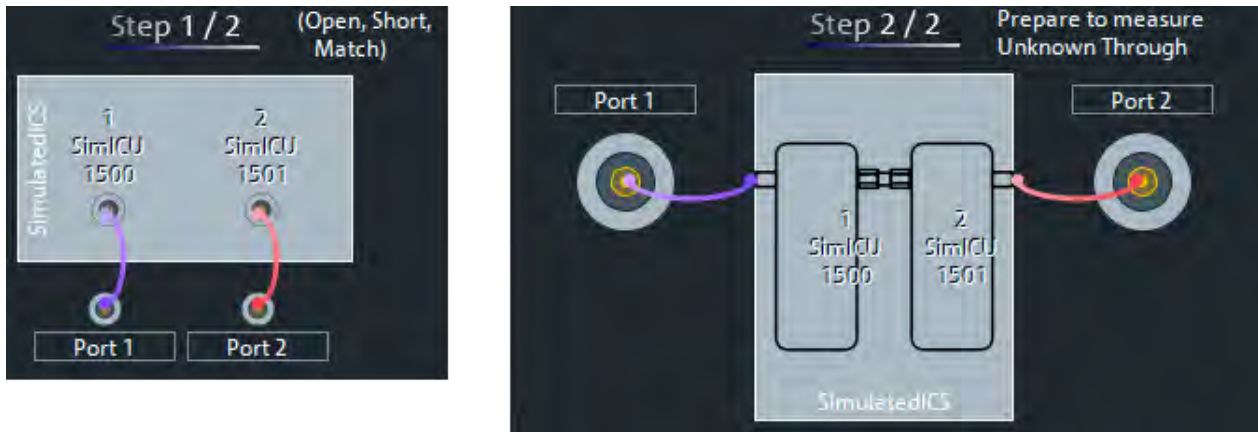 Step 1 / 2
(Open, Short,
Match)
SimulatedICS
1
SimICU
1500
2
SimICU
1501
Port 1
Port 2
Step 2 / 2
Prepare to measure
Unknown Through
Port 1
Port 2
1
SimICU
1500
2
SimICU
1501
SimulatedICS